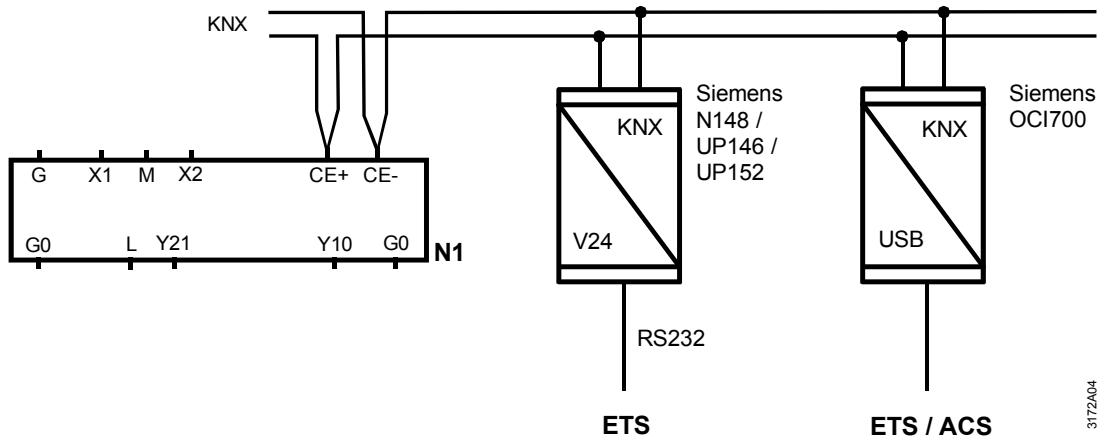 KNX
Siemens
N148 /
UP146 /
UP152
KNX
V24
Siemens
OCI700
KNX
USB
G X1 M X2 CE+ CE-
G0 L Y21 Y10 G0
N1
RS232
ETS
ETS / ACS
3172A04